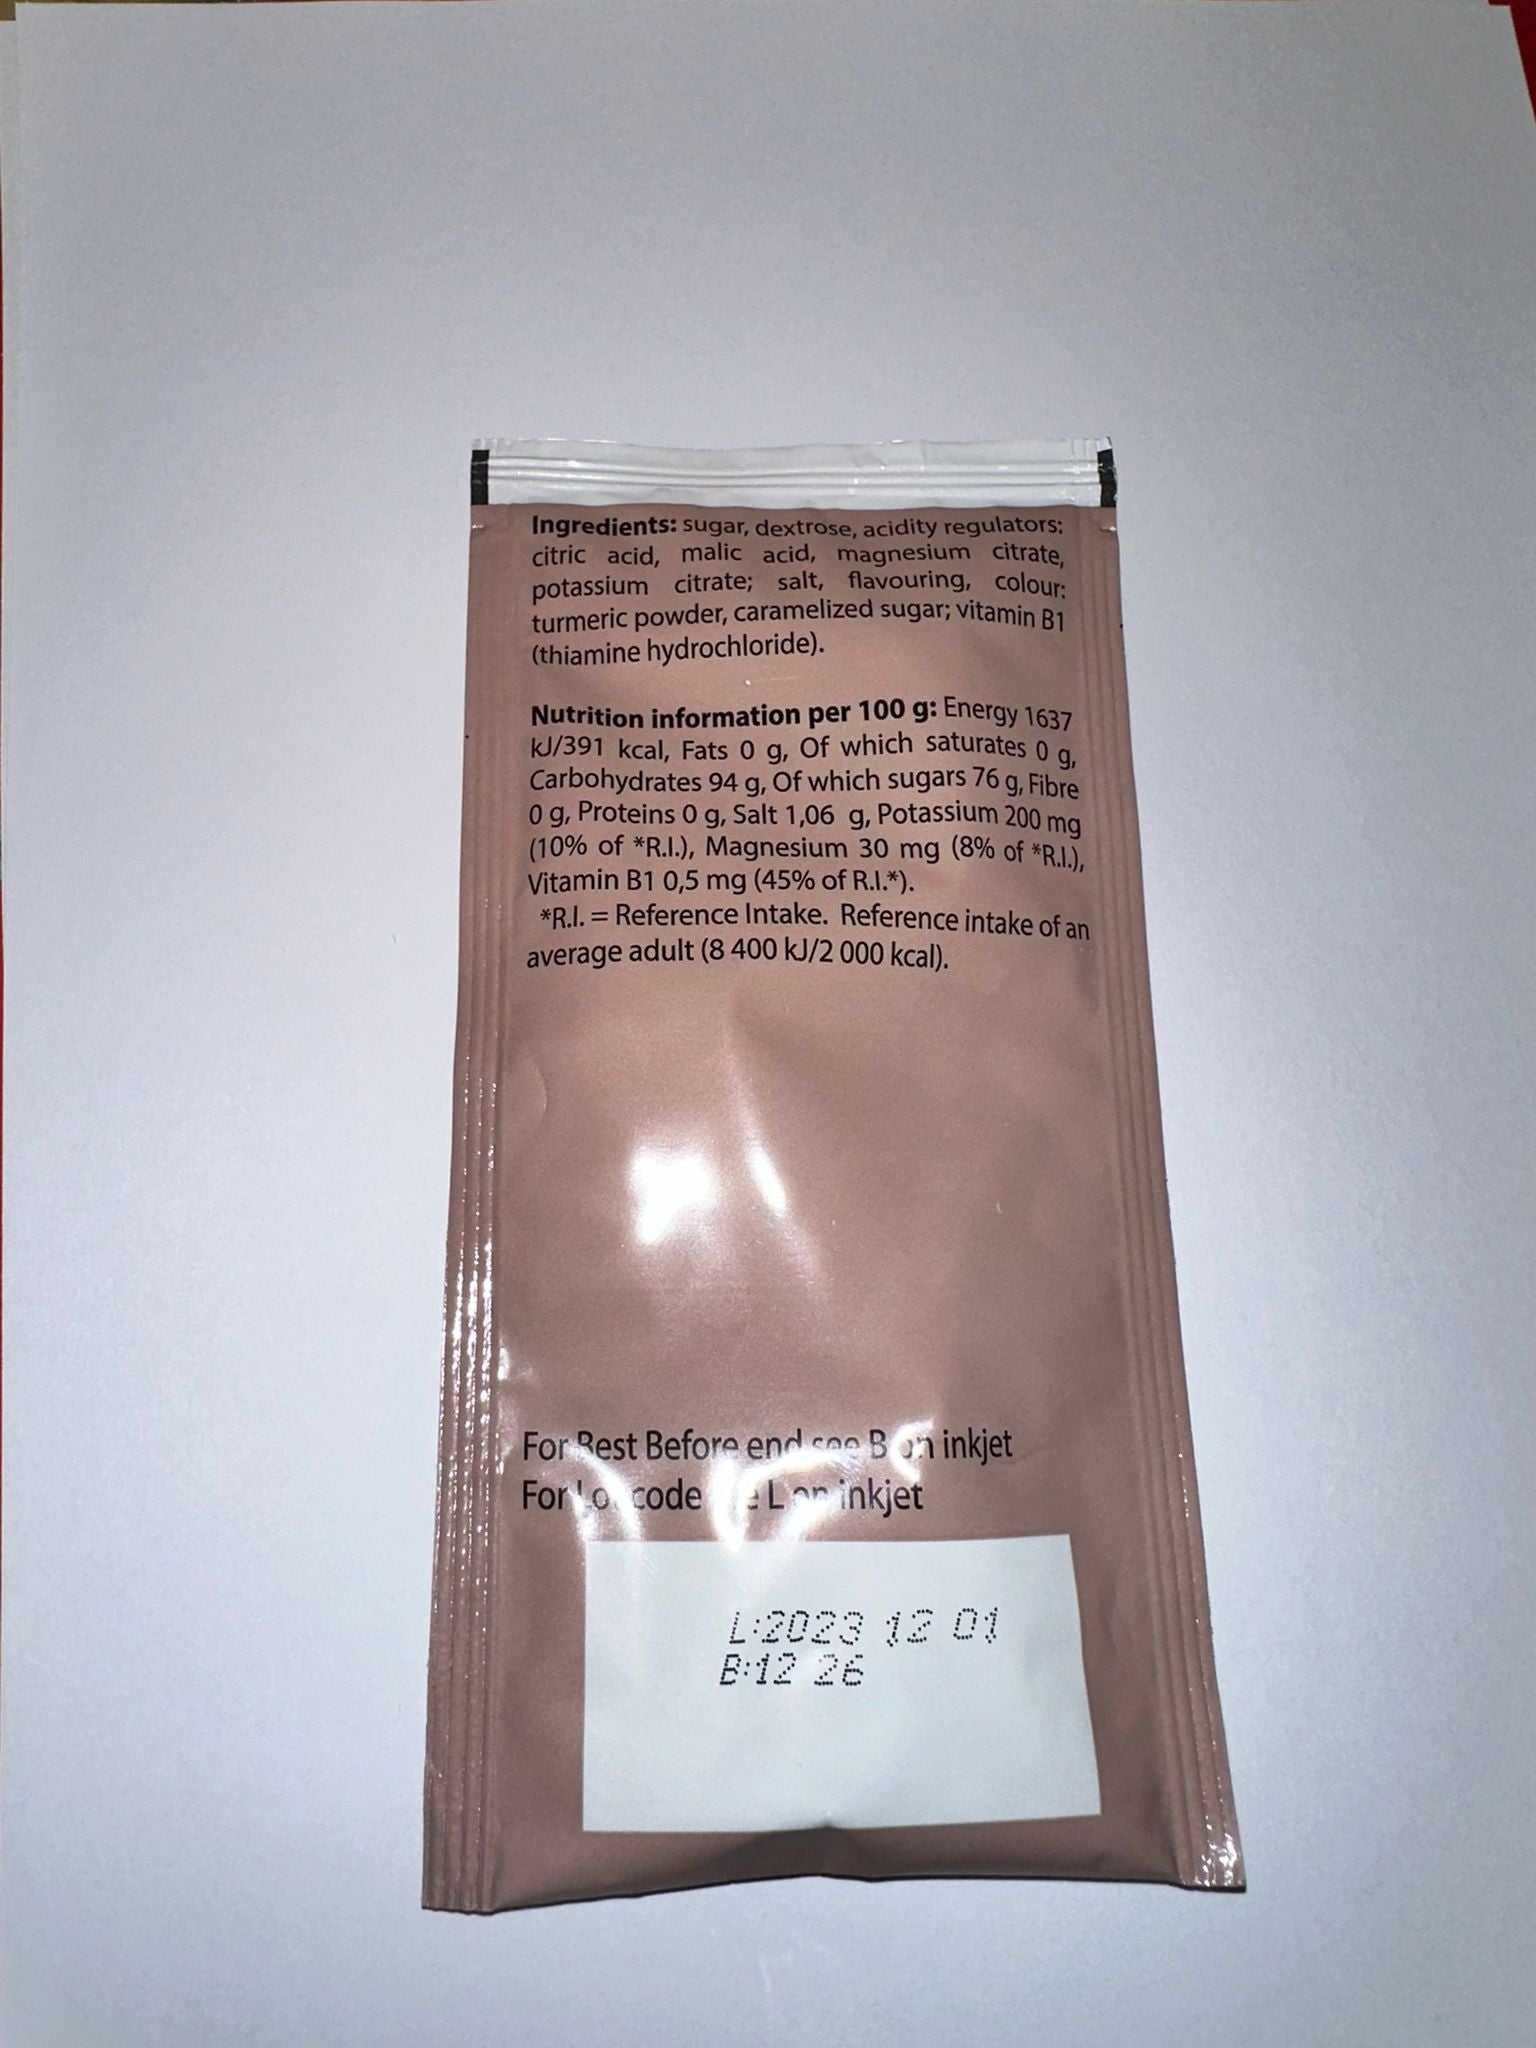 Ingredients: sugar, dextrose, acidity regulators:
citric acid, malic acid, magnesium citrate,
potassium citrate; salt, flavouring, colour:
turmeric powder, caramelized sugar; vitamin B1
(thiamine hydrochloride).
Nutrition information per 100 g: Energy 1637
kJ/391 kcal, Fats 0 g, Of which saturates 0 g,
Carbohydrates 94 g, Of which sugars 76 g, Fibre
0 g, Proteins 0 g, Salt 1,06 g, Potassium 200 mg
(10% of *R.I.), Magnesium 30 mg (8% of *R.I.),
Vitamin B1 0,5 mg (45% of R.I.*).
*R.I. = Reference Intake. Reference intake of an
average adult (8 400 kJ/2 000 kcal).
For Best Before end see B on inkjet
For Lot code see L on inkjet
L:2023 12 01
B:12 26